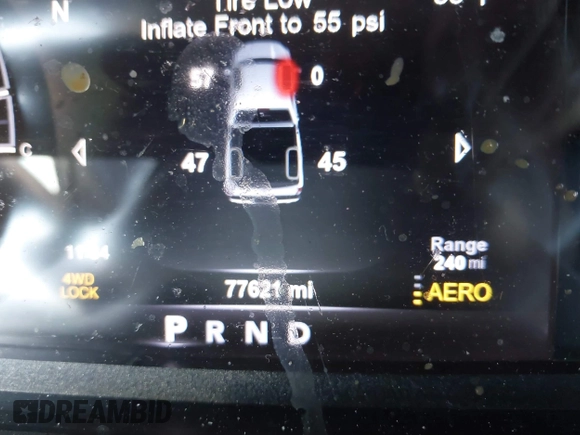 N
Tire Low
Inflate Front to 55 psi
57 0
47 45
C
Range
240 mi
4WD
LOCK
77621 mi
AERO
P R N D
DREAMBID